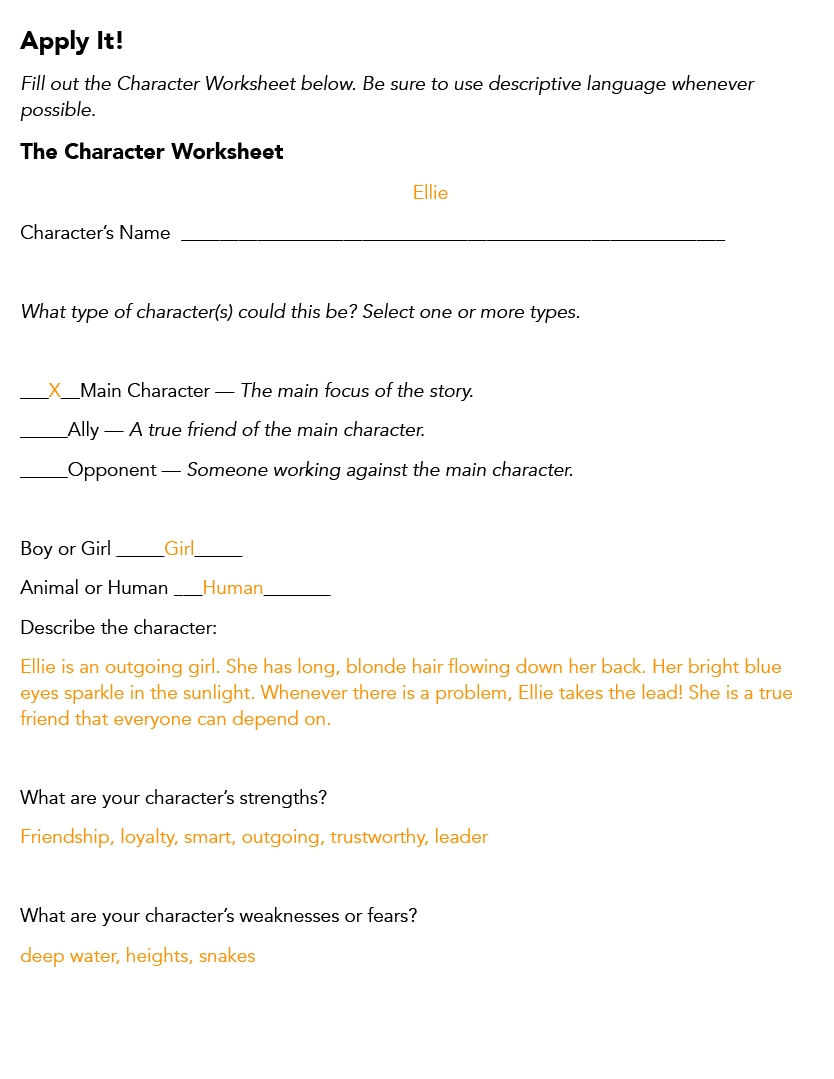 Apply It!
Fill out the Character Worksheet below. Be sure to use descriptive language whenever
possible.
The Character Worksheet
Ellie
Character’s Name _________________________________________________________
What type of character(s) could this be? Select one or more types.
___X__Main Character — The main focus of the story.
_____Ally — A true friend of the main character.
_____Opponent — Someone working against the main character.
Boy or Girl _____Girl_____
Animal or Human ___Human_______
Describe the character:
Ellie is an outgoing girl. She has long, blonde hair flowing down her back. Her bright blue
eyes sparkle in the sunlight. Whenever there is a problem, Ellie takes the lead! She is a true
friend that everyone can depend on.
What are your character’s strengths?
Friendship, loyalty, smart, outgoing, trustworthy, leader
What are your character’s weaknesses or fears?
deep water, heights, snakes